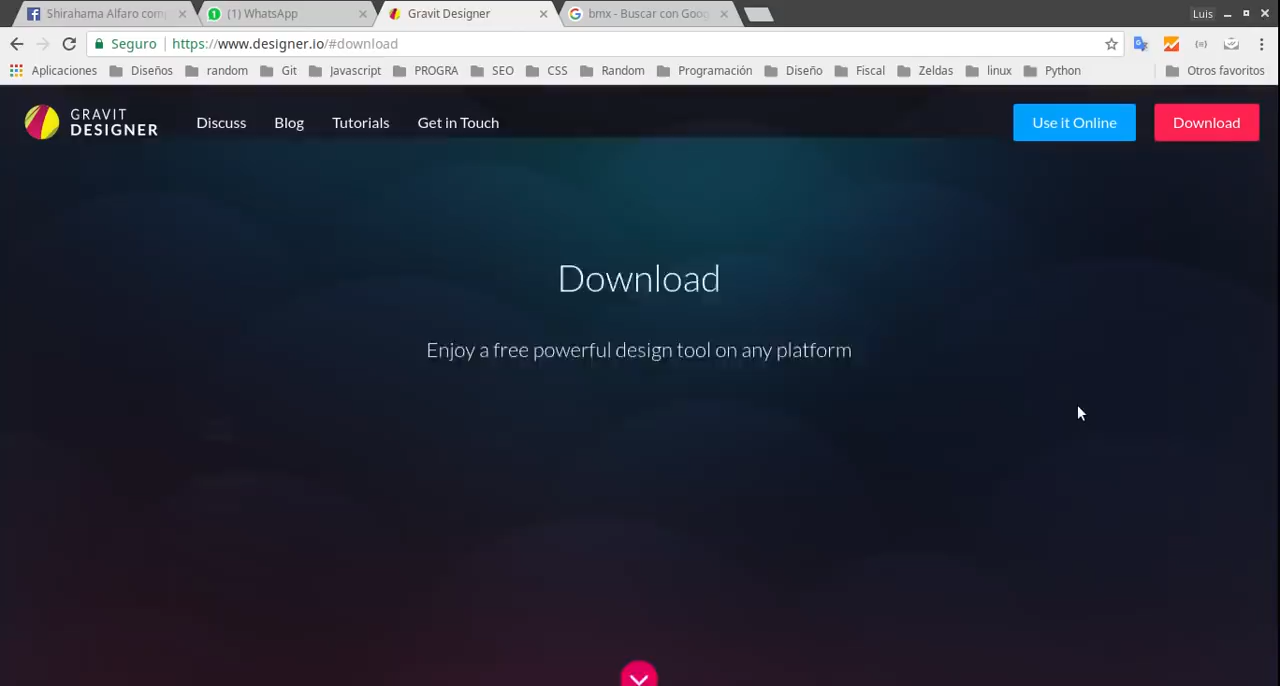 Shirahama Alfaro comp
(1) WhatsApp
Gravit Designer
bmx - Buscar con Goog
Luis
Seguro
https://www.designer.io/#download
Aplicaciones
Diseños
random
Git
Javascript
PROGRA
SEO
CSS
Random
Programación
Diseño
Fiscal
Zeldas
linux
Python
Otros favoritos
GRAVIT
DESIGNER
Discuss
Blog
Tutorials
Get in Touch
Use it Online
Download
Download
Enjoy a free powerful design tool on any platform